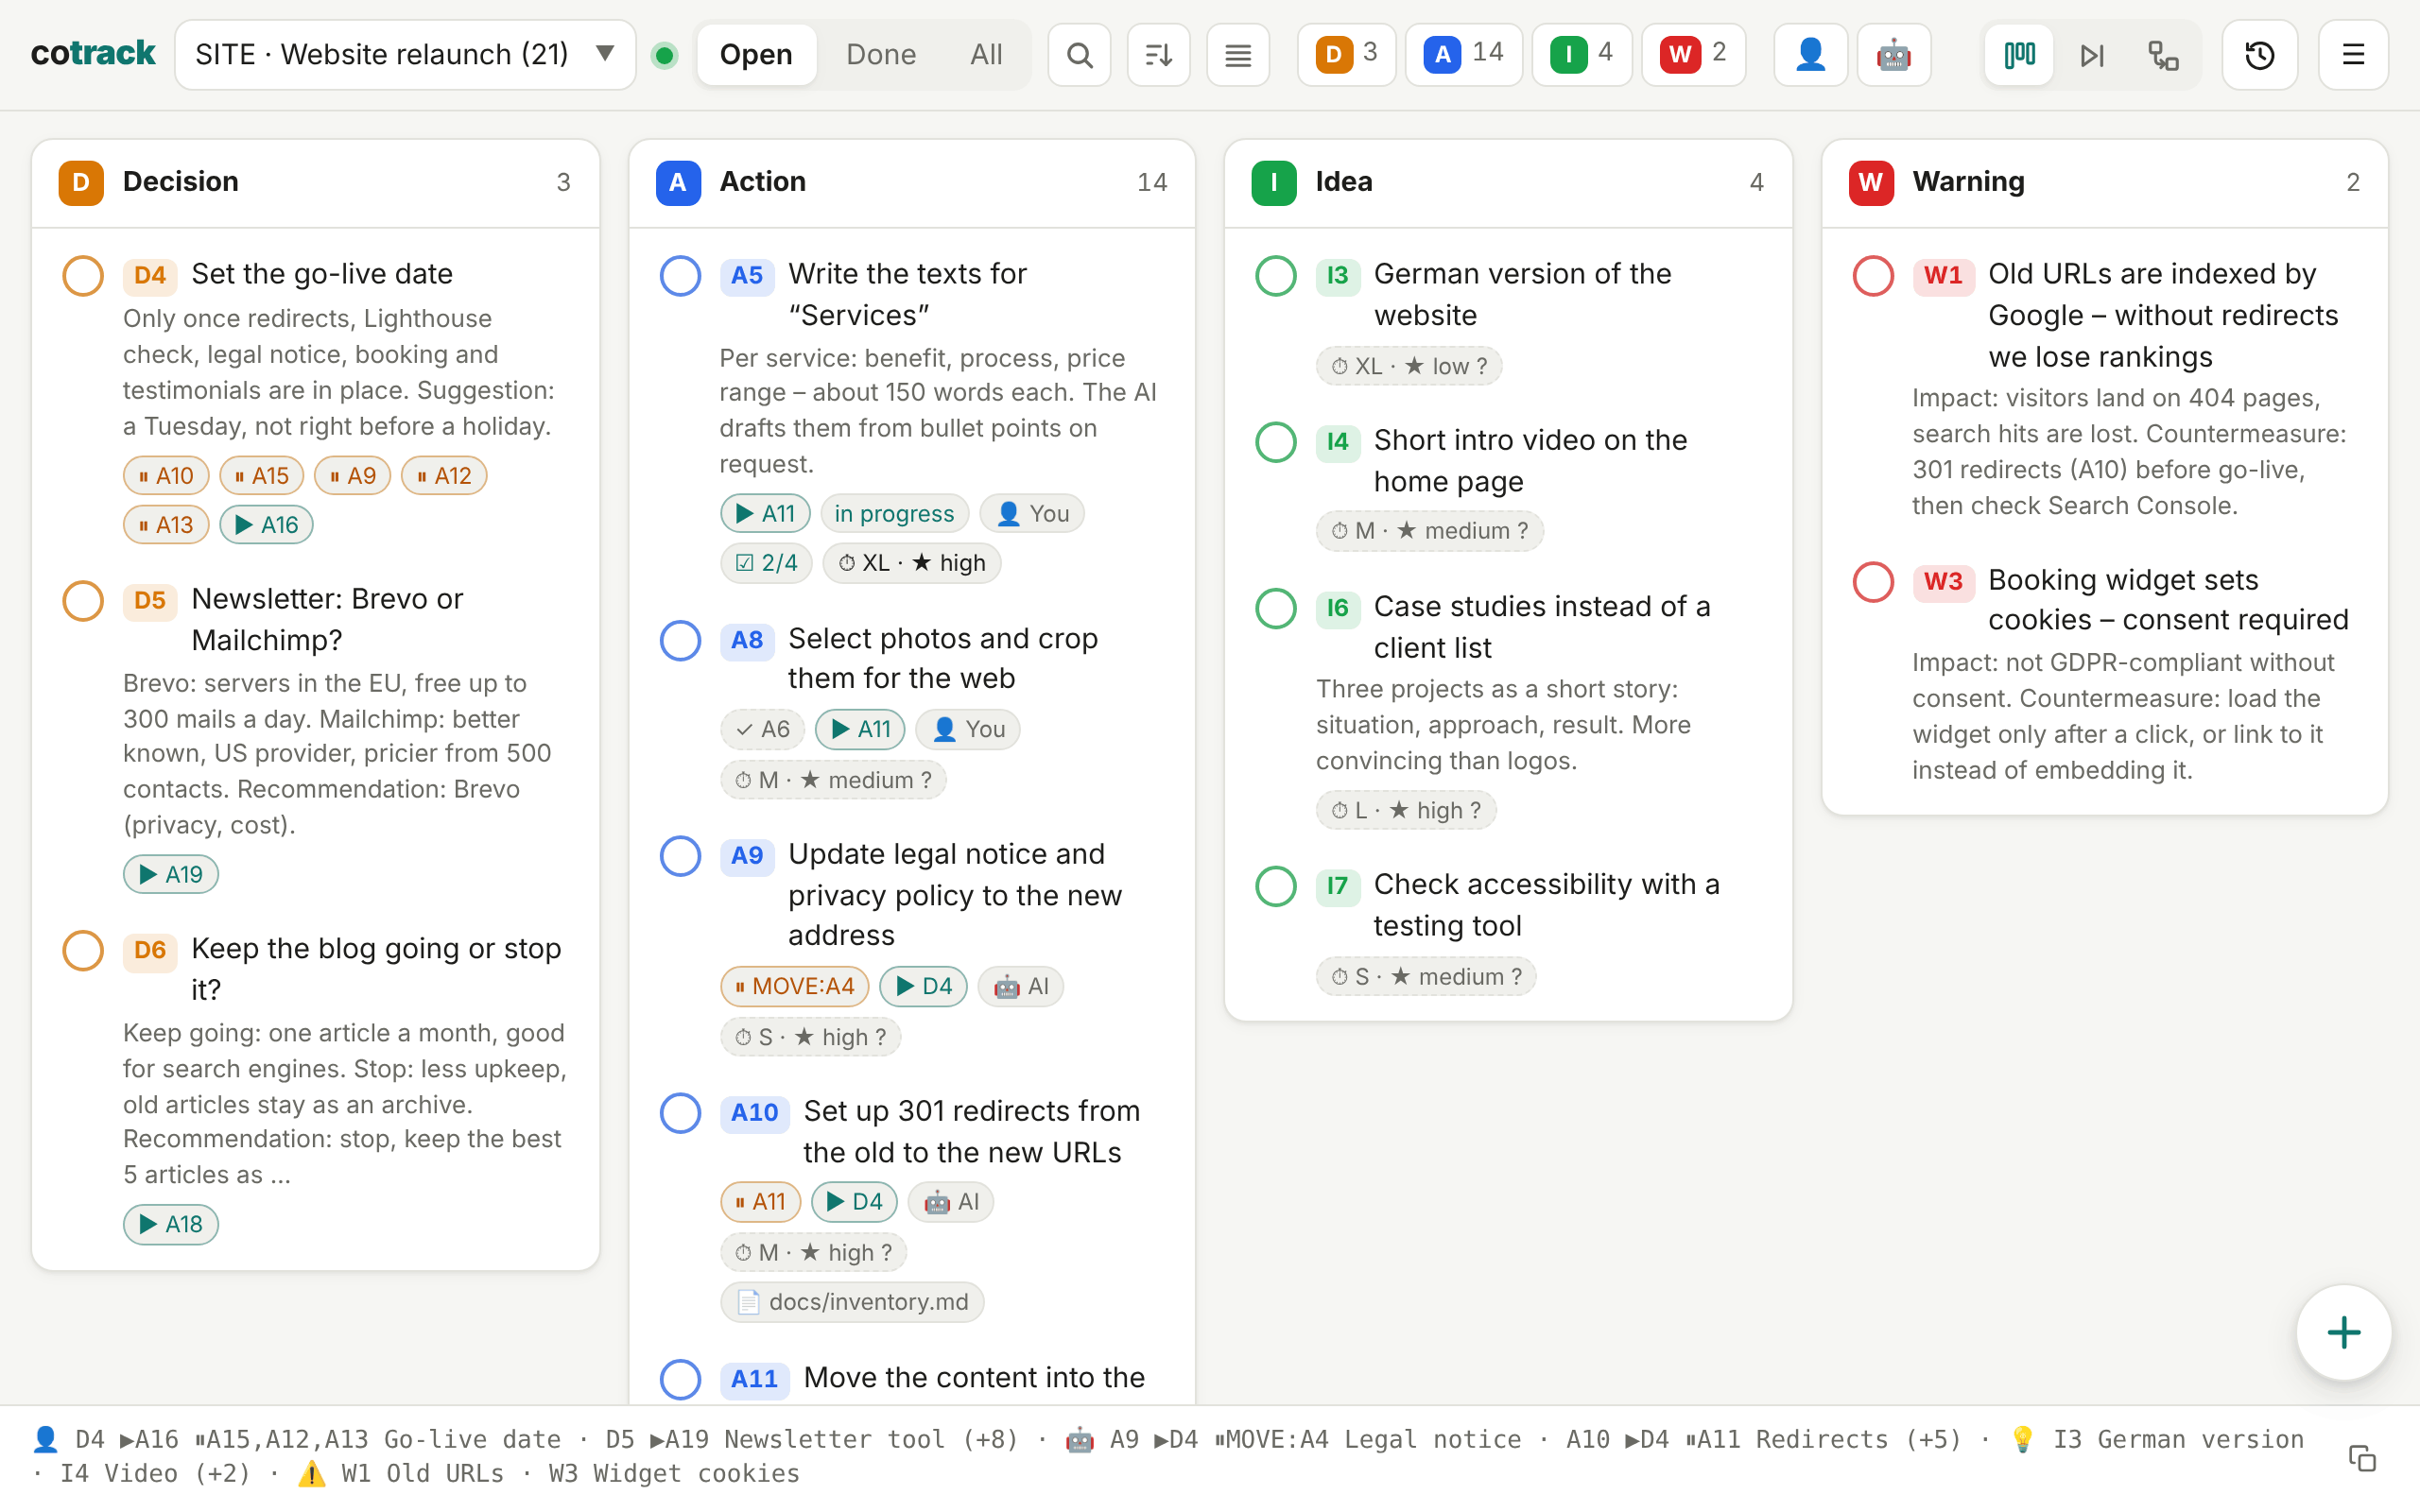 cotrack
SITE · Website relaunch (21) ▼
Open Done All
D 3 A 14 I 4 W 2
D Decision 3
D4 Set the go-live date
Only once redirects, Lighthouse
check, legal notice, booking and
testimonials are in place. Suggestion:
a Tuesday, not right before a holiday.
⏸ A10 ⏸ A15 ⏸ A9 ⏸ A12
⏸ A13 ▶ A16
D5 Newsletter: Brevo or
Mailchimp?
Brevo: servers in the EU, free up to
300 mails a day. Mailchimp: better
known, US provider, pricier from 500
contacts. Recommendation: Brevo
(privacy, cost).
▶ A19
D6 Keep the blog going or stop
it?
Keep going: one article a month, good
for search engines. Stop: less upkeep,
old articles stay as an archive.
Recommendation: stop, keep the best
5 articles as ...
▶ A18
A Action 14
A5 Write the texts for
“Services”
Per service: benefit, process, price
range – about 150 words each. The AI
drafts them from bullet points on
request.
▶ A11 in progress 👤 You
☑ 2/4 ⏱ XL · ★ high
A8 Select photos and crop
them for the web
✓ A6 ▶ A11 👤 You
⏱ M · ★ medium ?
A9 Update legal notice and
privacy policy to the new
address
⏸ MOVE:A4 ▶ D4 🤖 AI
⏱ S · ★ high ?
A10 Set up 301 redirects from
the old to the new URLs
⏸ A11 ▶ D4 🤖 AI
⏱ M · ★ high ?
📄 docs/inventory.md
A11 Move the content into the
I Idea 4
I3 German version of the
website
⏱ XL · ★ low ?
I4 Short intro video on the
home page
⏱ M · ★ medium ?
I6 Case studies instead of a
client list
Three projects as a short story:
situation, approach, result. More
convincing than logos.
⏱ L · ★ high ?
I7 Check accessibility with a
testing tool
⏱ S · ★ medium ?
W Warning 2
W1 Old URLs are indexed by
Google – without redirects
we lose rankings
Impact: visitors land on 404 pages,
search hits are lost. Countermeasure:
301 redirects (A10) before go-live,
then check Search Console.
W3 Booking widget sets
cookies – consent required
Impact: not GDPR-compliant without
consent. Countermeasure: load the
widget only after a click, or link to it
instead of embedding it.
👤 D4 ▶A16 ⏸A15,A12,A13 Go-live date · D5 ▶A19 Newsletter tool (+8) · 🤖 A9 ▶D4 ⏸MOVE:A4 Legal notice · A10 ▶D4 ⏸A11 Redirects (+5) · 💡 I3 German version
· I4 Video (+2) · ⚠️ W1 Old URLs · W3 Widget cookies